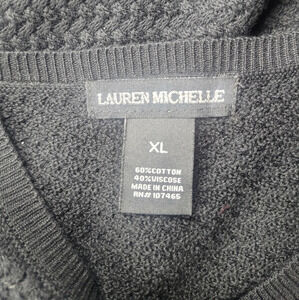 LAUREN MICHELLE
XL
60%COTTON
40%VISCOSE
MADE IN CHINA
RN# 107465